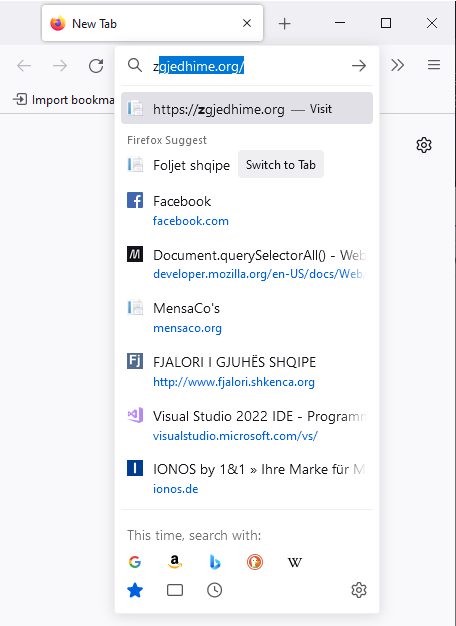 New Tab
zgjedhime.org/
Import bookma
https://zgjedhime.org — Visit
Firefox Suggest
Foljet shqipe Switch to Tab
Facebook
facebook.com
Document.querySelectorAll() - Web
developer.mozilla.org/en-US/docs/Web/
MensaCo's
mensaco.org
Fj FJALORI I GJUHËS SHQIPE
http://www.fjalori.shkenca.org
Visual Studio 2022 IDE - Programm
visualstudio.microsoft.com/vs/
IONOS by 1&1 » Ihre Marke für M
ionos.de
This time, search with: